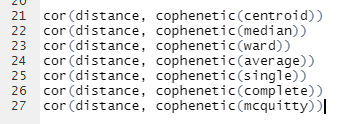 21 cor(distance, cophenetic(centroid))
22 cor(distance, cophenetic(median))
23 cor(distance, cophenetic(ward))
24 cor(distance, cophenetic(average))
25 cor(distance, cophenetic(single))
26 cor(distance, cophenetic(complete))
27 cor(distance, cophenetic(mcquitty))